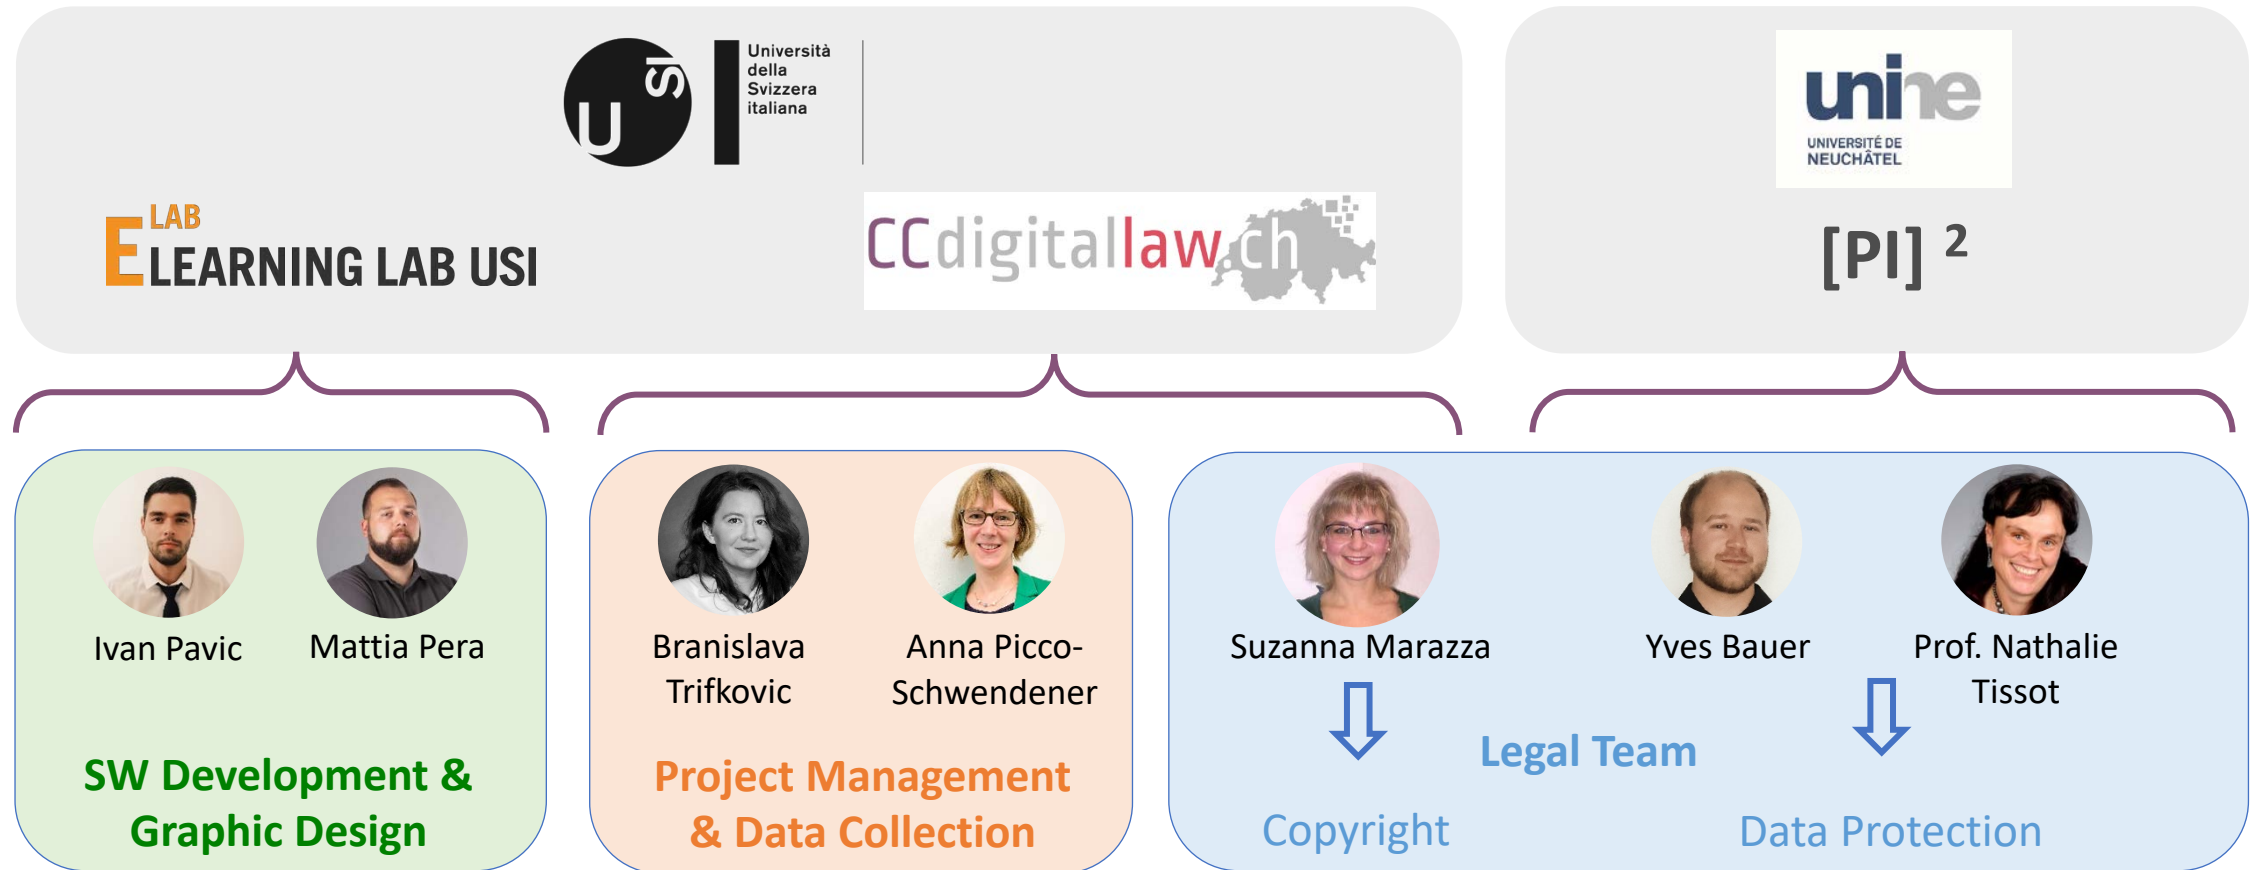 USI
Università
della
Svizzera
italiana
unine
UNIVERSITÉ DE
NEUCHÂTEL
LAB
ELEARNING LAB USI
CCdigitallaw.ch
[PI] 2
Ivan Pavic
Mattia Pera
Branislava
Trifkovic
Anna Picco-
Schwendener
Suzanna Marazza
Yves Bauer
Prof. Nathalie
Tissot
SW Development &
Graphic Design
Project Management
& Data Collection
Legal Team
Copyright
Data Protection